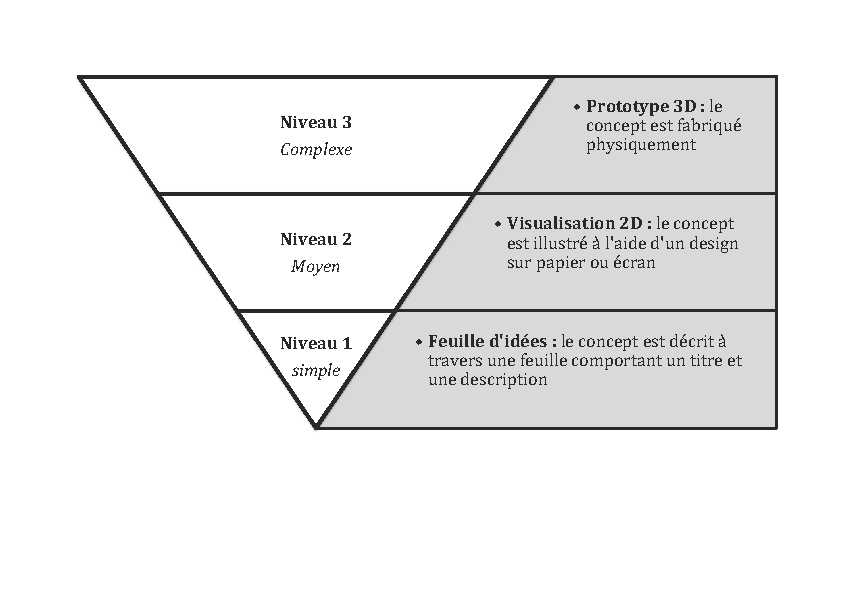 Niveau 3
Complexe
• Prototype 3D : le
concept est fabriqué
physiquement
Niveau 2
Moyen
• Visualisation 2D : le concept
est illustré à l'aide d'un design
sur papier ou écran
Niveau 1
simple
• Feuille d'idées : le concept est décrit à
travers une feuille comportant un titre et
une description